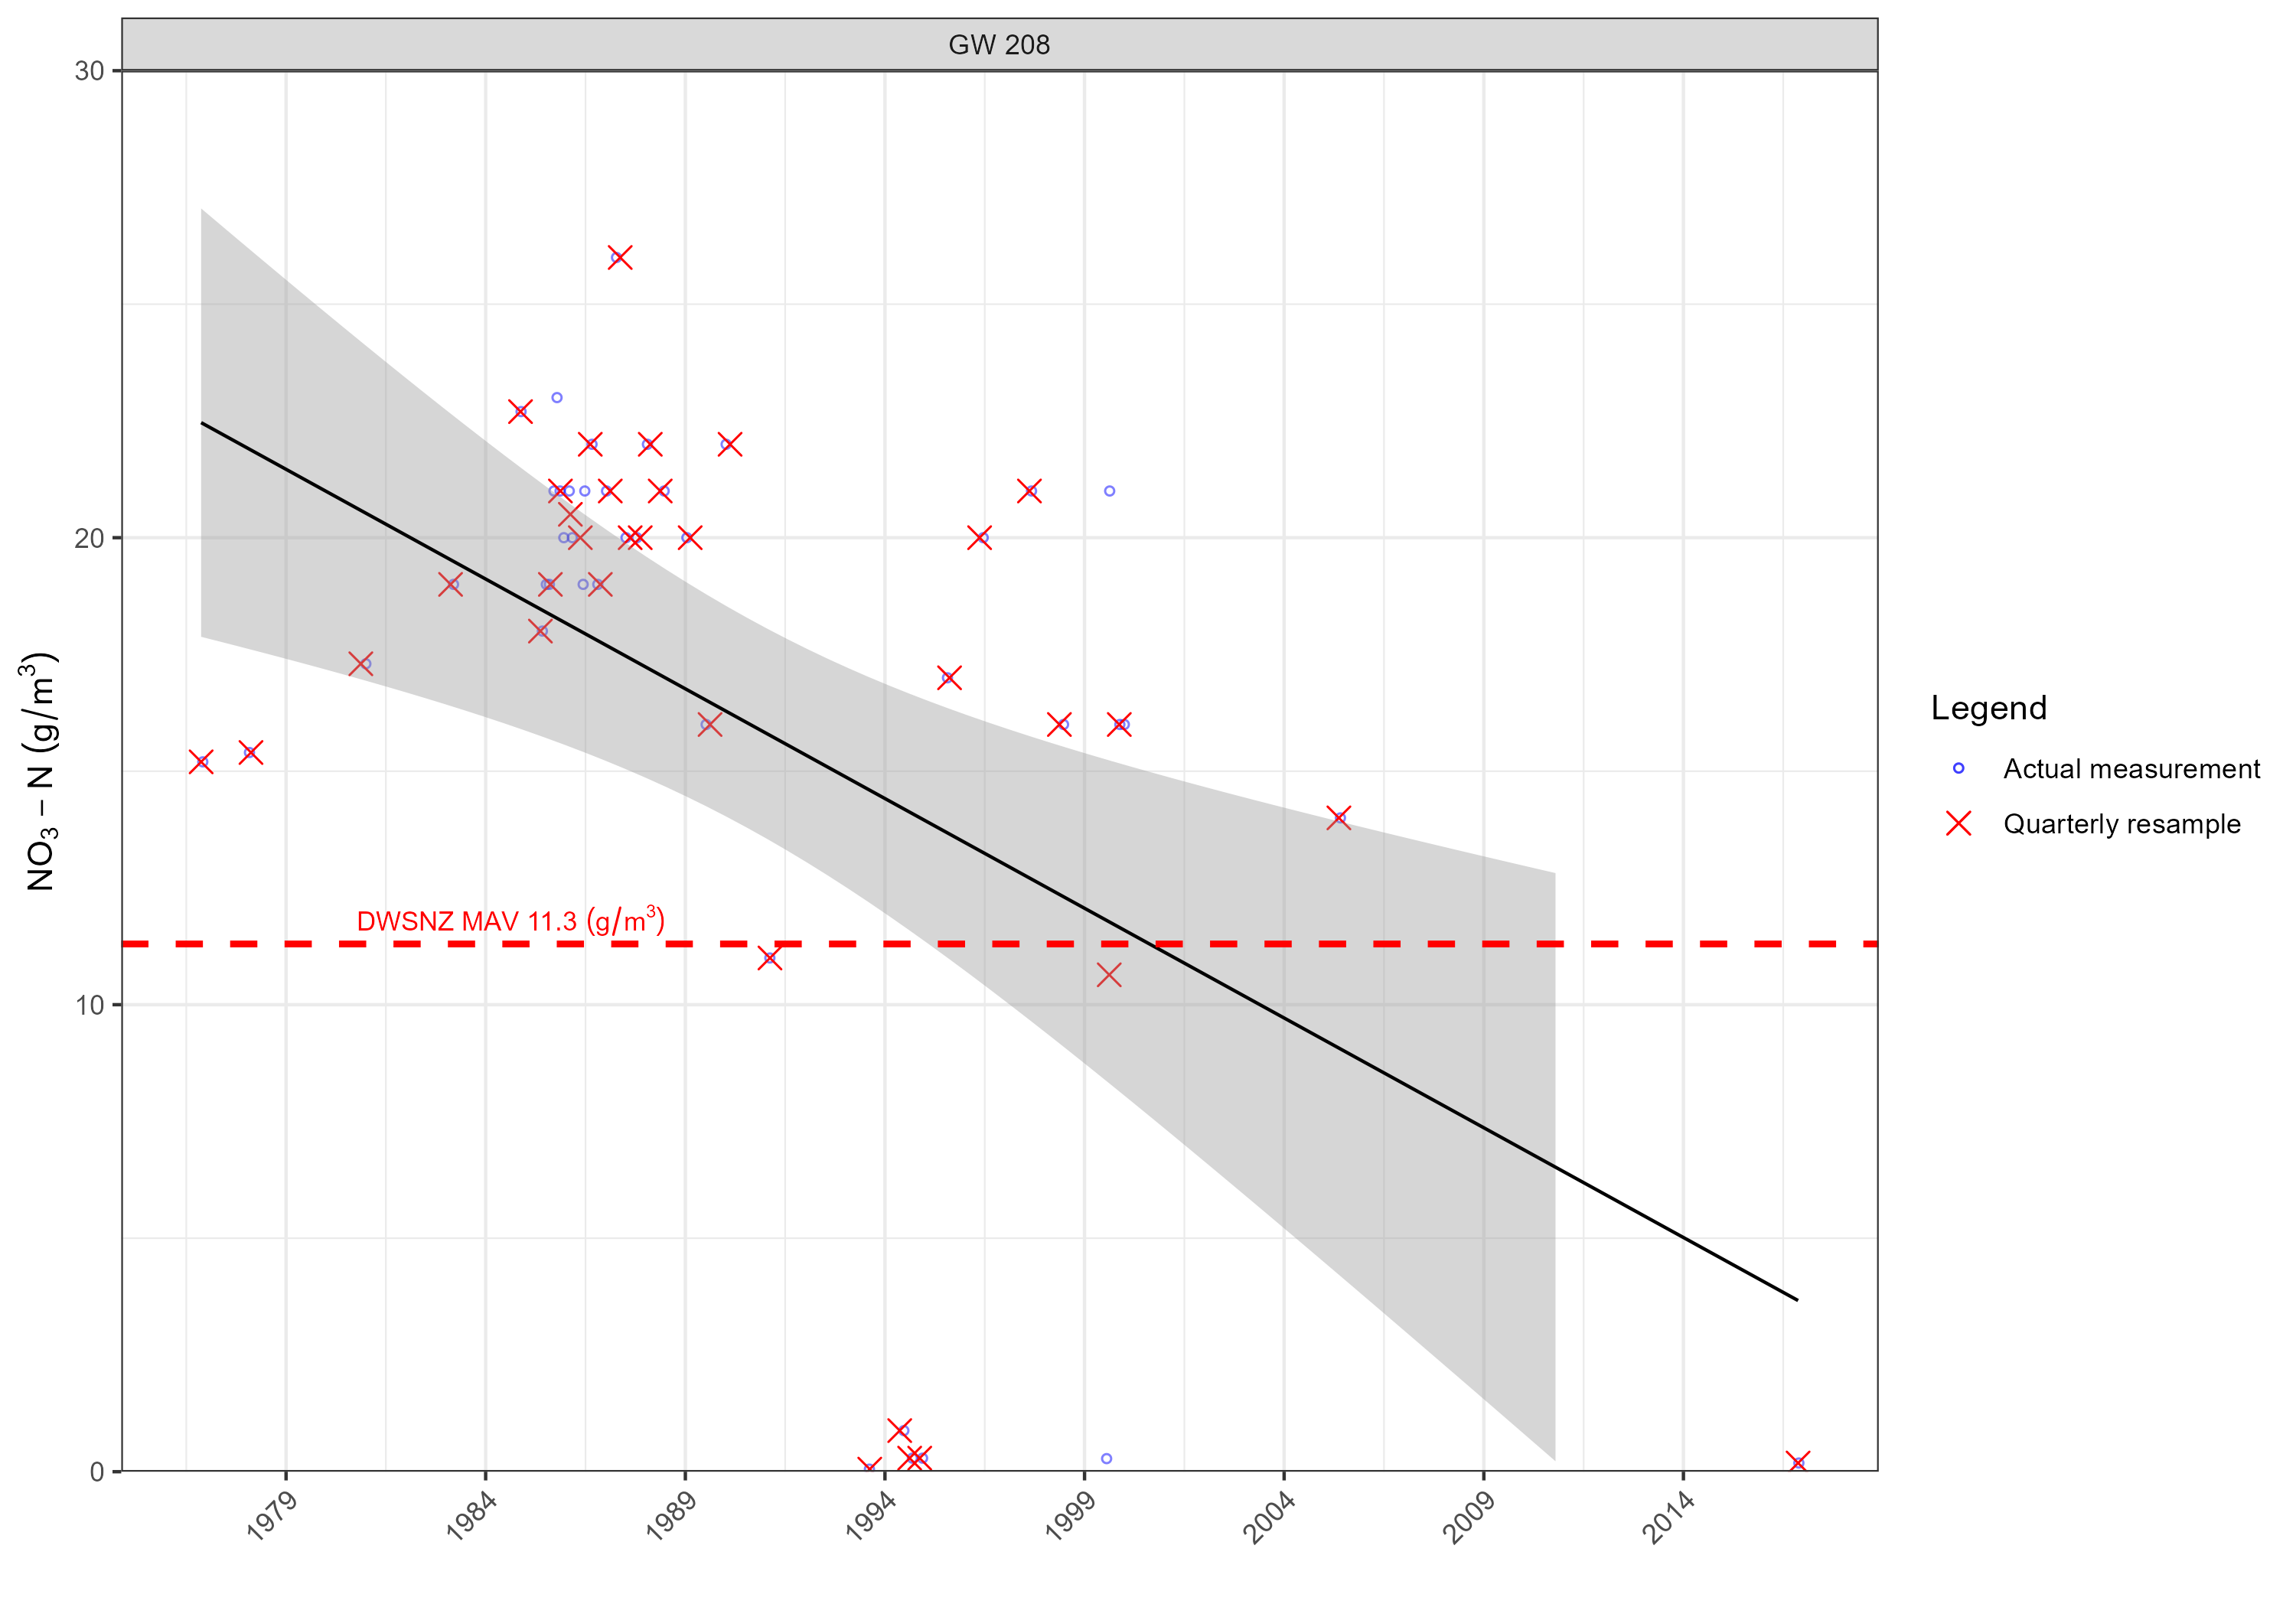 GW 208
30
20
10
0
NO₃ – N (g/m³)
DWSNZ MAV 11.3 (g/m³)
1979
1984
1989
1994
1999
2004
2009
2014
Legend
Actual measurement
Quarterly resample